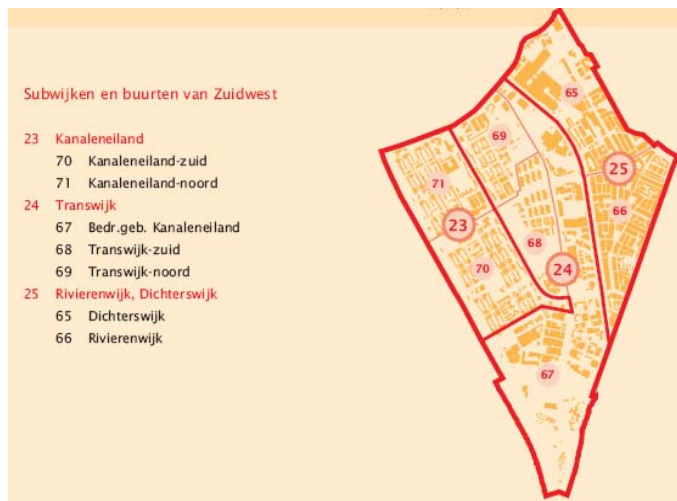 Subwijken en buurten van Zuidwest
23 Kanaleneiland
70 Kanaleneiland-zuid
71 Kanaleneiland-noord
24 Transwijk
67 Bedr.geb. Kanaleneiland
68 Transwijk-zuid
69 Transwijk-noord
25 Rivierenwijk, Dichterswijk
65 Dichterswijk
66 Rivierenwijk
65
69
25
71
66
23
68
70
24
67